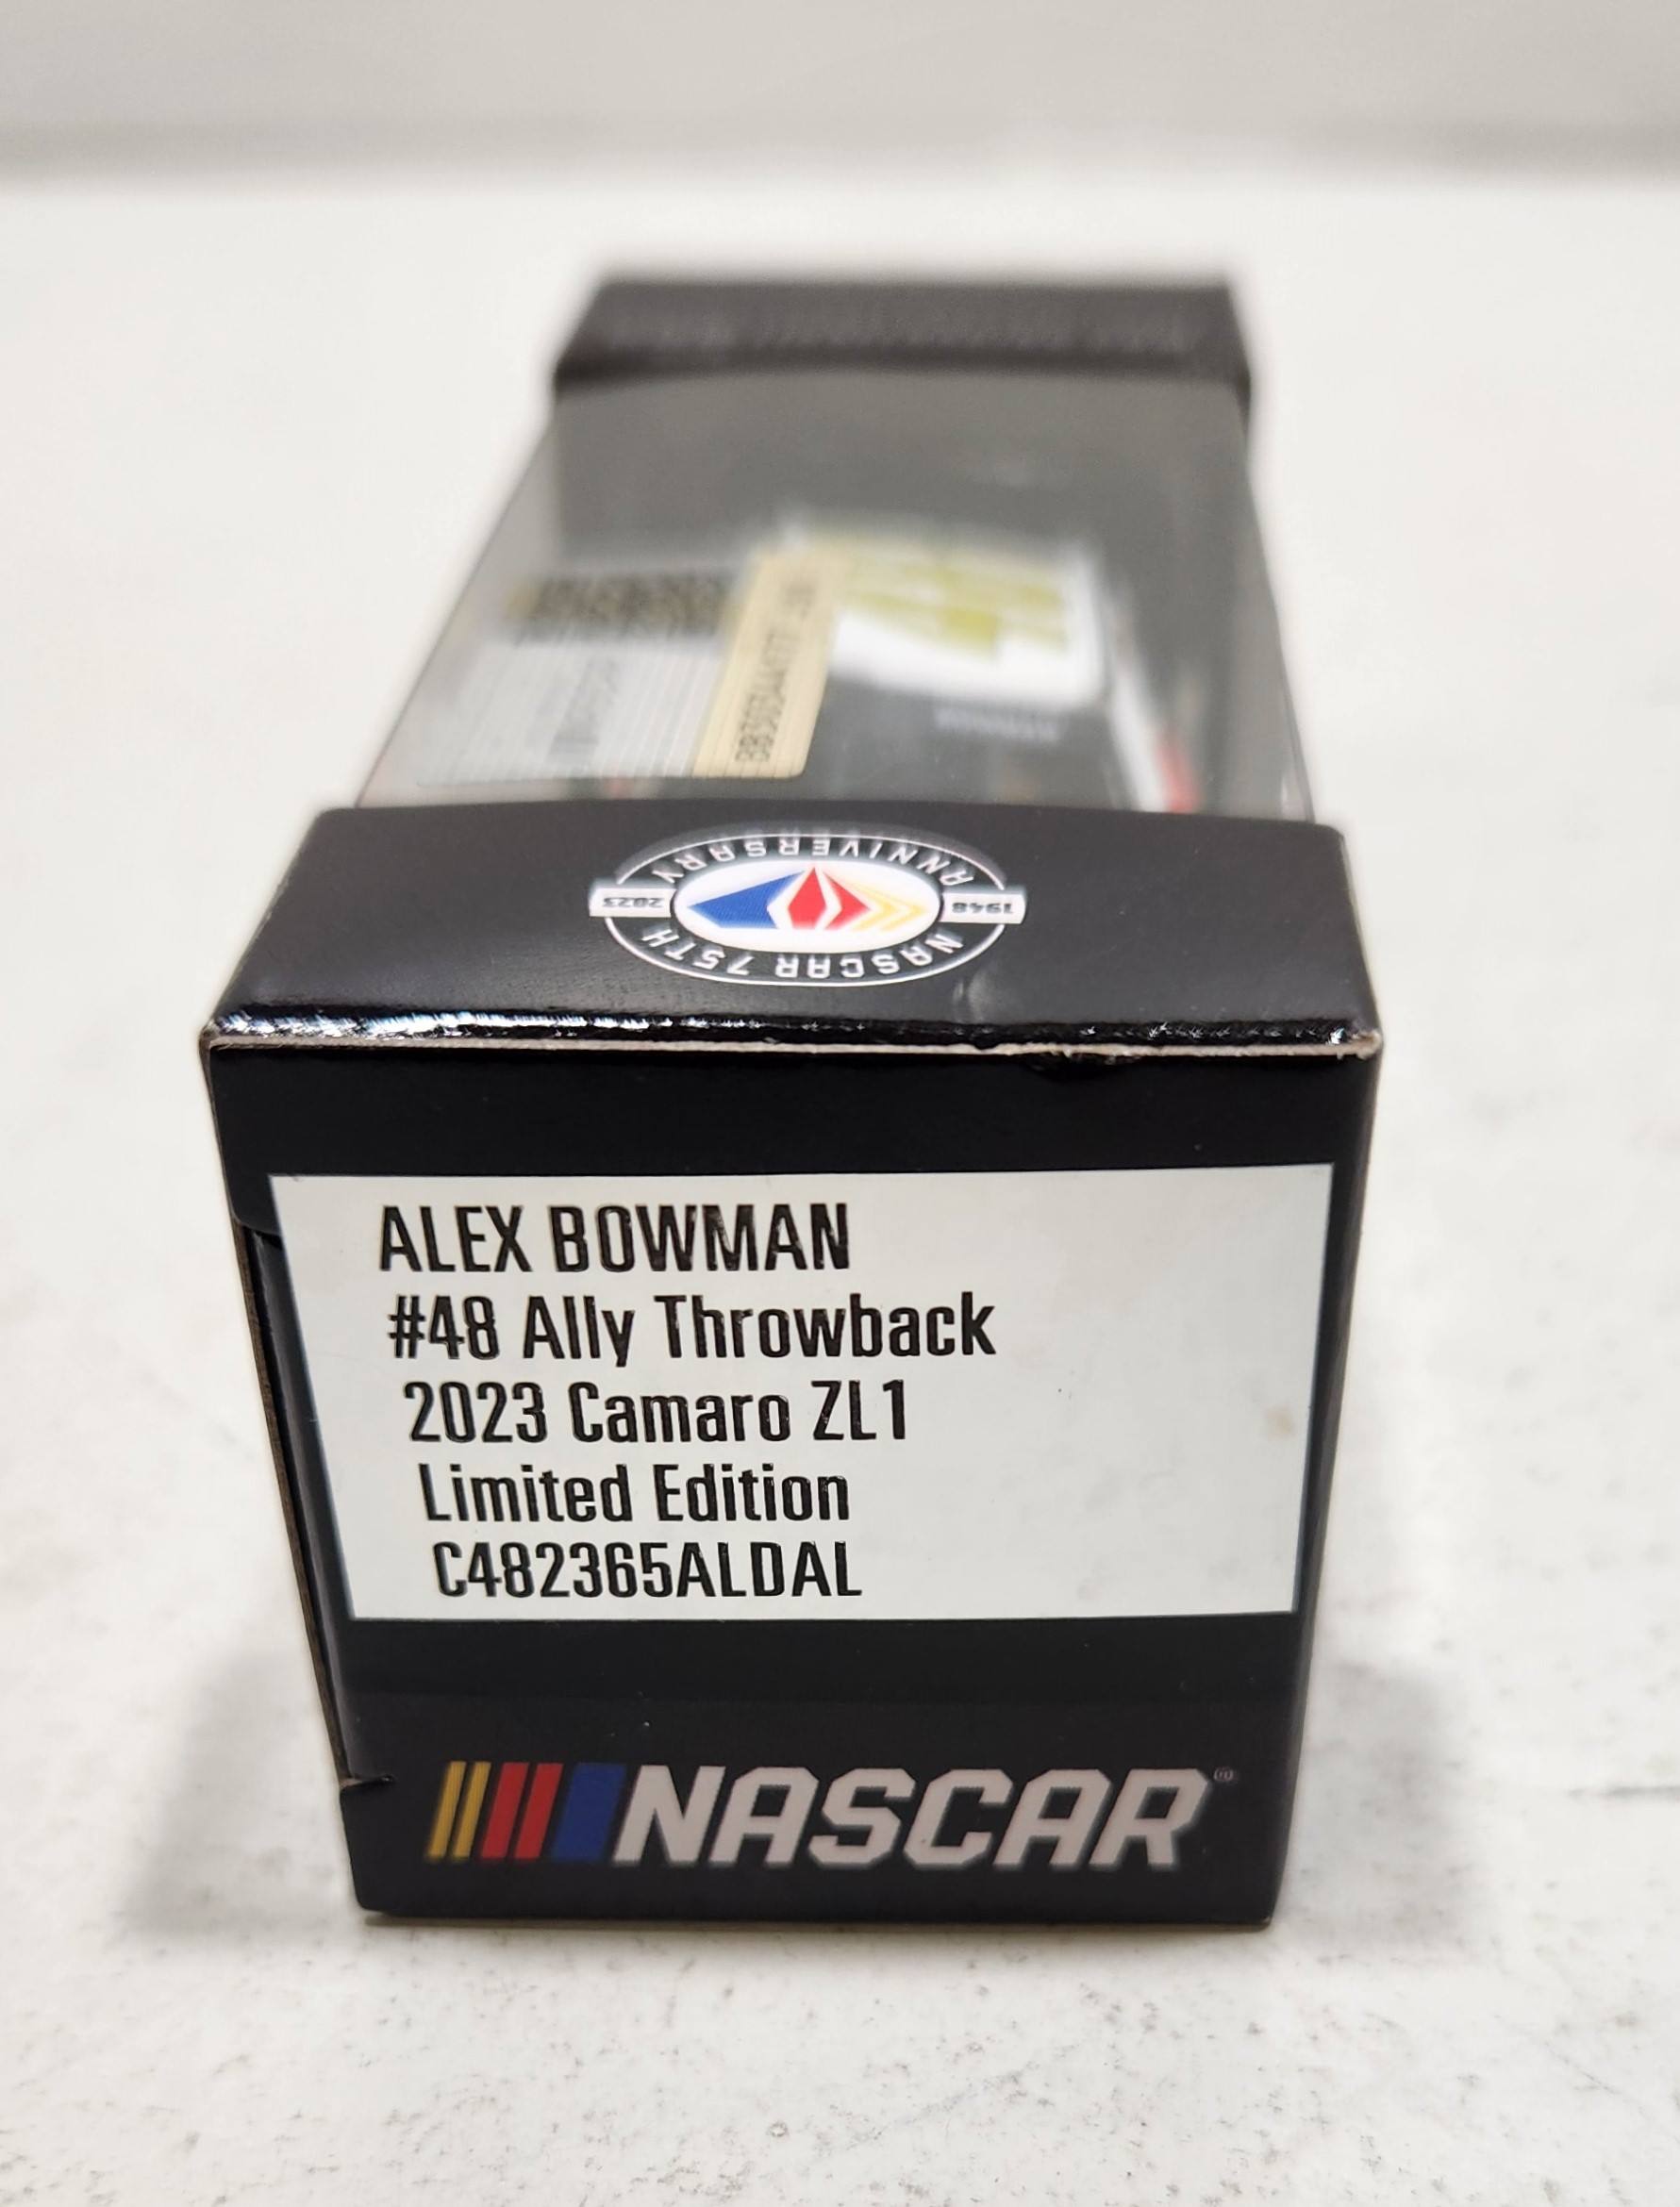 NASCAR 75TH
ANNIVERSARY
1948
2023
ALEX BOWMAN
#48 Ally Throwback
2023 Camaro ZL1
Limited Edition
C482365ALDAL
NASCAR®